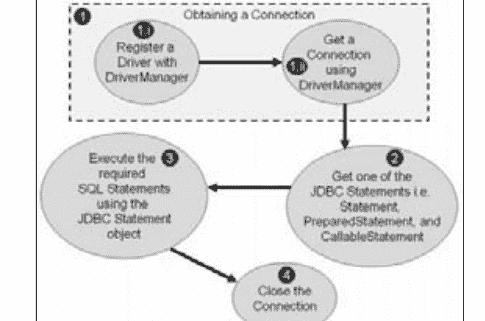 1
Obtaining a Connection
1.i
Register a
Driver with
DriverManager
Get a
Connection
1.ii
using
DriverManager
Execute the
3
required
SQL Statements
using the
JDBC Statement
object
2
Get one of the
JDBC Statements i.e.
Statement,
PreparedStatement, and
CallableStatement
4
Close the
Connection